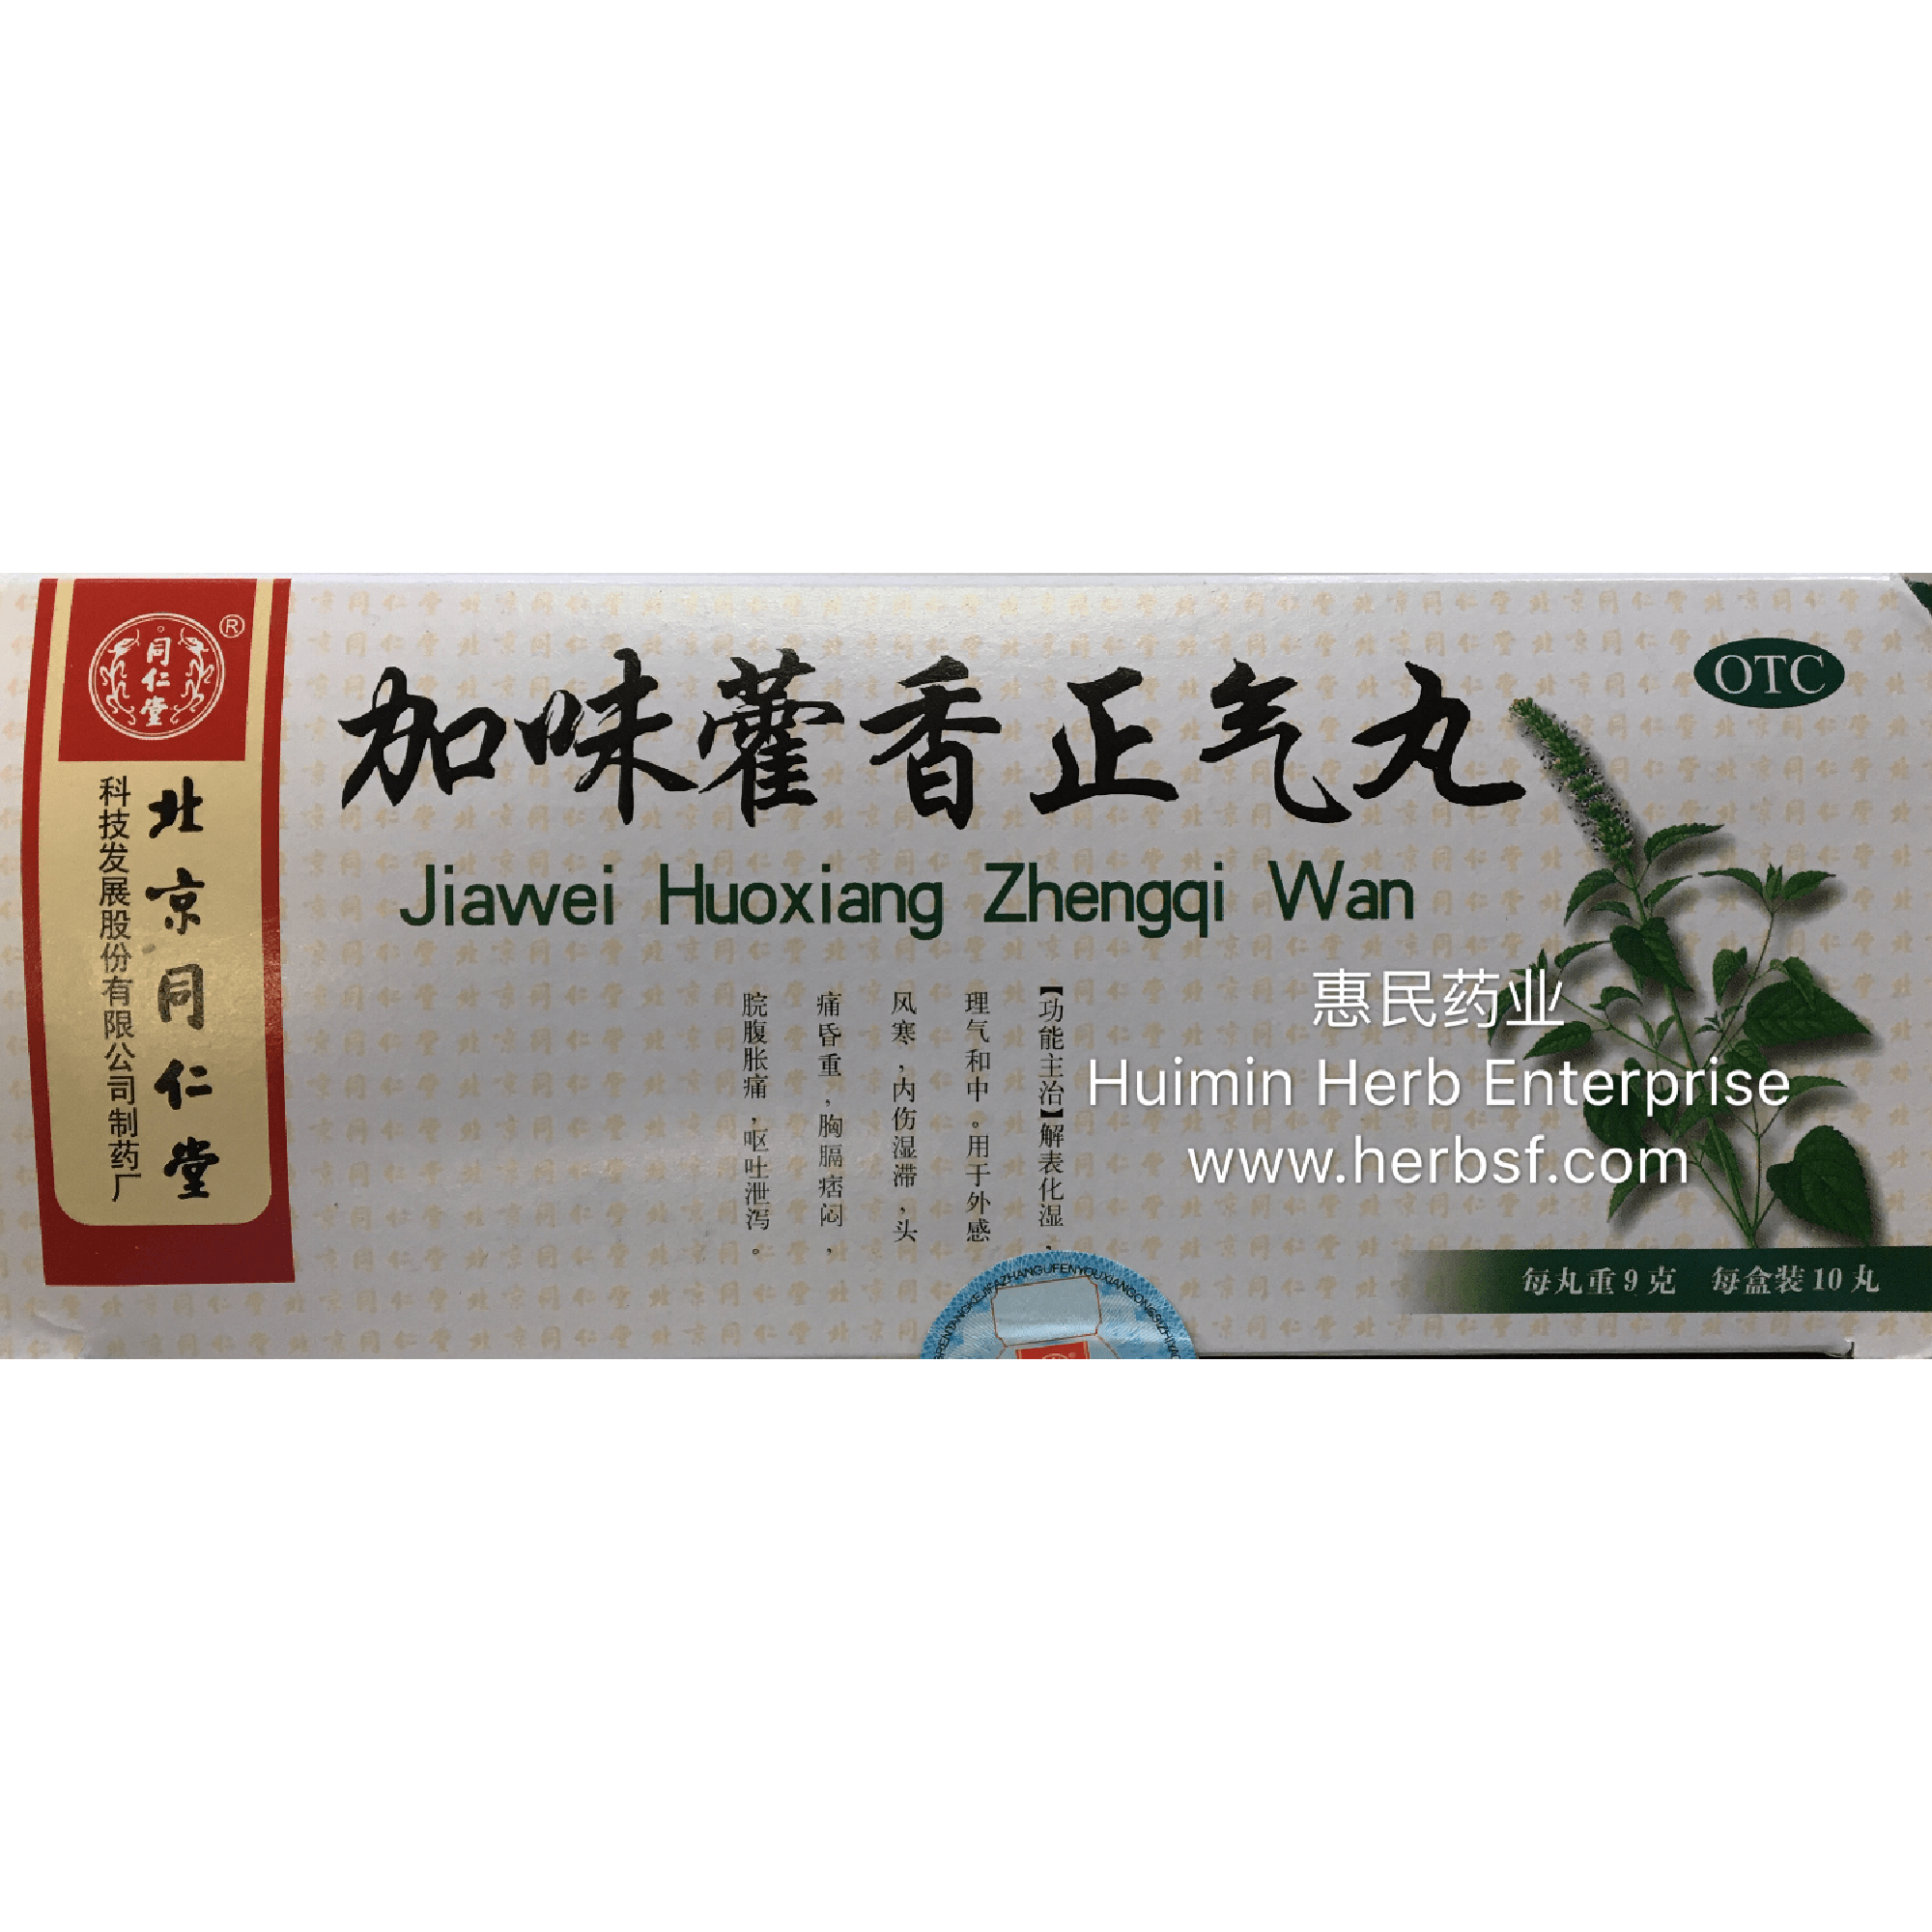 同仁堂
®
北京同仁堂
科技发展股份有限公司制药厂
加味藿香正气丸
Jiawei Huoxiang Zhengqi Wan
OTC
【功能主治】解表化湿，
理气和中。用于外感
风寒，内伤湿滞，头
痛昏重，胸膈痞闷，
脘腹胀痛，呕吐泄泻。
惠民药业
Huimin Herb Enterprise
www.herbsf.com
每丸重9克 每盒装10丸